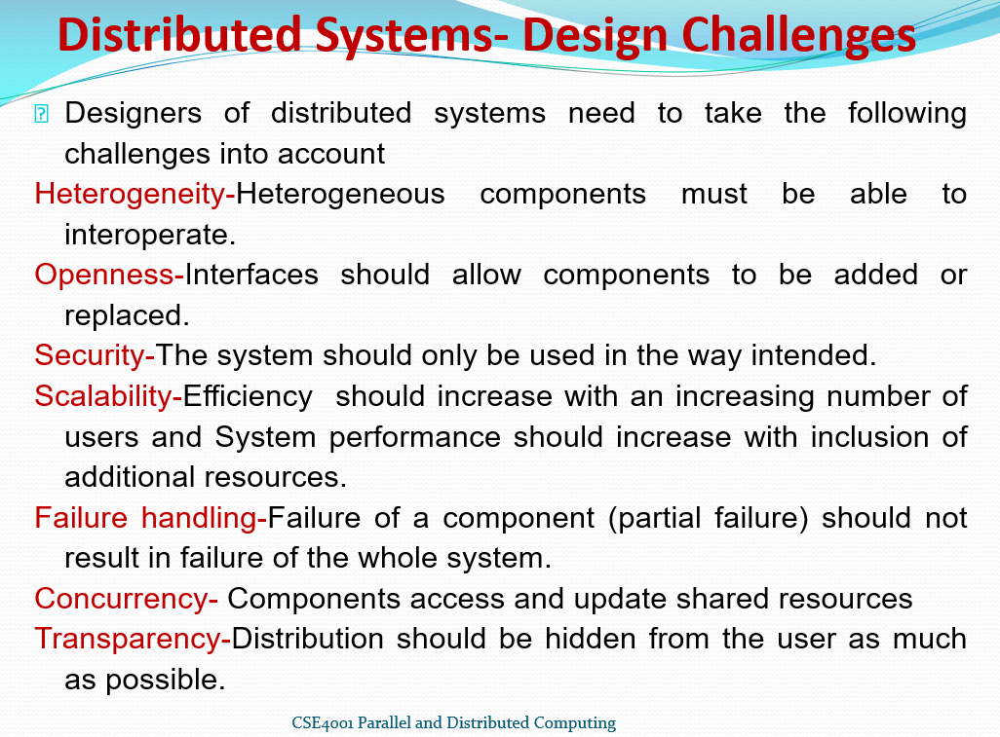 Distributed Systems- Design Challenges
Designers of distributed systems need to take the following
challenges into account
Heterogeneity-Heterogeneous components must be able to
interoperate.
Openness-Interfaces should allow components to be added or
replaced.
Security-The system should only be used in the way intended.
Scalability-Efficiency should increase with an increasing number of
users and System performance should increase with inclusion of
additional resources.
Failure handling-Failure of a component (partial failure) should not
result in failure of the whole system.
Concurrency- Components access and update shared resources
Transparency-Distribution should be hidden from the user as much
as possible.
CSE4001 Parallel and Distributed Computing